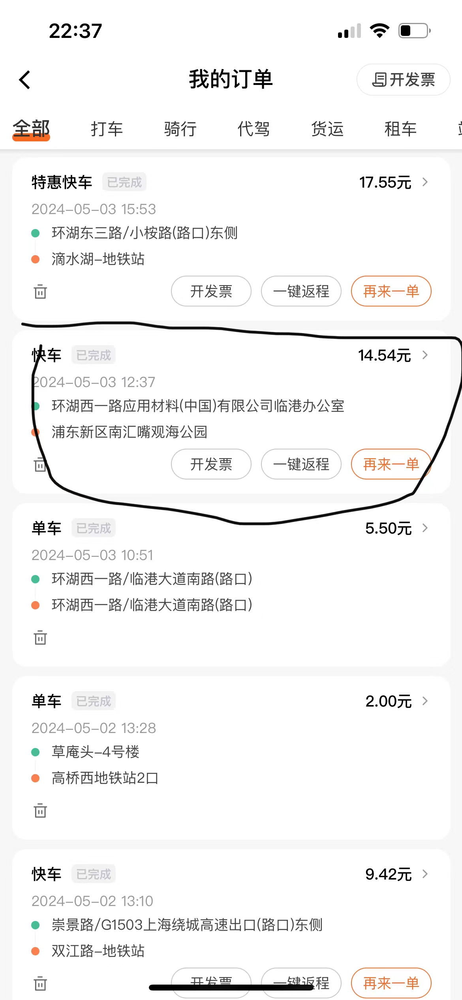 22:37
我的订单
开发票
全部 打车 骑行 代驾 货运 租车
特惠快车 已完成 17.55元
2024-05-03 15:53
环湖东三路/小桉路(路口)东侧
滴水湖-地铁站
开发票 一键返程 再来一单
快车 已完成 14.54元
2024-05-03 12:37
环湖西一路应用材料(中国)有限公司临港办公室
浦东新区南汇嘴观海公园
开发票 一键返程 再来一单
单车 已完成 5.50元
2024-05-03 10:51
环湖西一路/临港大道南路(路口)
环湖西一路/临港大道南路(路口)
单车 已完成 2.00元
2024-05-02 13:28
草庵头-4号楼
高桥西地铁站2口
快车 已完成 9.42元
2024-05-02 13:10
崇景路/G1503上海绕城高速出口(路口)东侧
双江路-地铁站
开发票 一键返程 再来一单